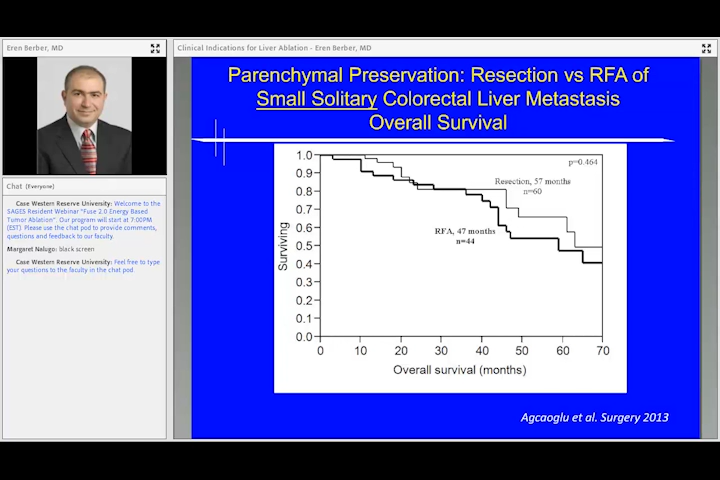 Eren Berber, MD
Clinical Indications for Liver Ablation - Eren Berber, MD
Chat (Everyone)
Case Western Reserve University: Welcome to the
SAGES Resident Webinar "Fuse 2.0 Energy Based
Tumor Ablation". Our program will start at 7:00PM
(EST) Please use the chat pod to provide comments,
questions and feedback to our faculty.
Margaret Nalugo: black screen
Case Western Reserve University: Feel free to type
your questions to the faculty in the chat pod.
Parenchymal Preservation: Resection vs RFA of
Small Solitary Colorectal Liver Metastasis
Overall Survival
p=0.464
Resection, 57 months
n=60
RFA, 47 months
n=44
Surviving
1.0
0.9
0.8
0.7
0.6
0.5
0.4
0.3
0.2
0.1
0.0
0 10 20 30 40 50 60 70
Overall survival (months)
Agcaoglu et al. Surgery 2013